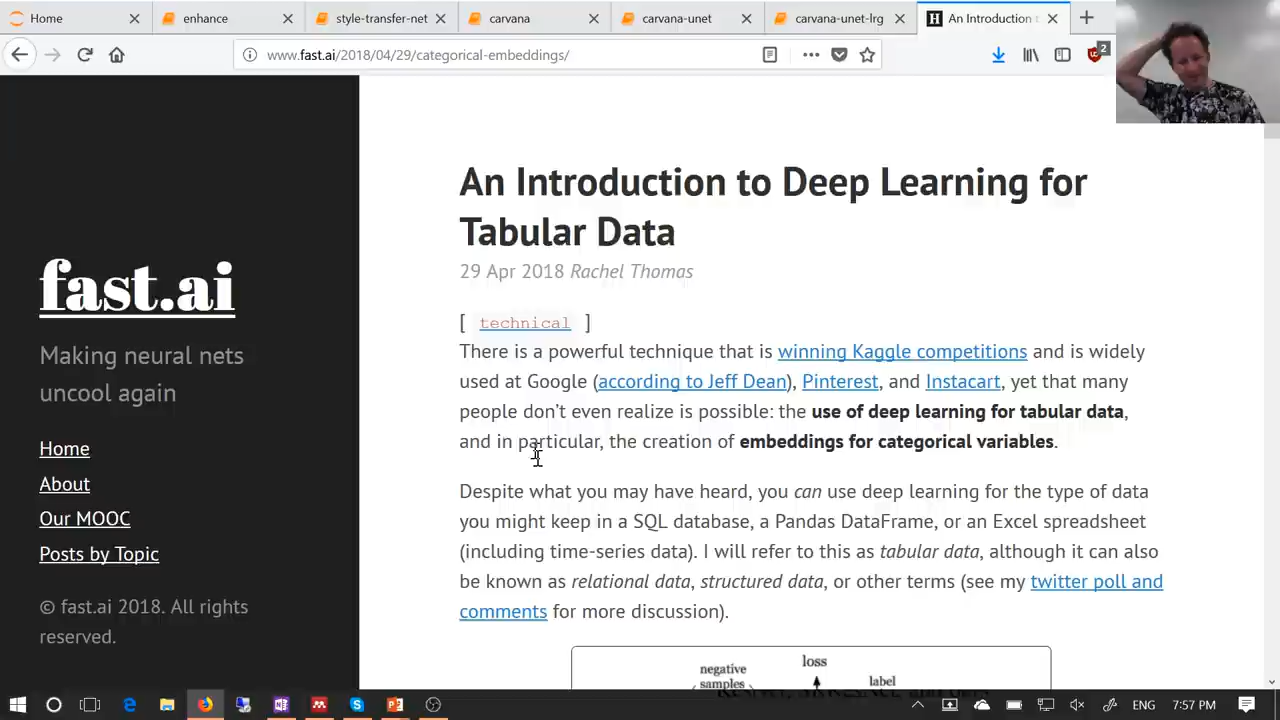 Home
enhance
style-transfer-net
carvana
carvana-unet
carvana-unet-lrg
An Introduction t
www.fast.ai/2018/04/29/categorical-embeddings/
2
fast.ai
Making neural nets
uncool again
Home
About
Our MOOC
Posts by Topic
© fast.ai 2018. All rights
reserved.
An Introduction to Deep Learning for
Tabular Data
29 Apr 2018 Rachel Thomas
[ technical ]
There is a powerful technique that is winning Kaggle competitions and is widely
used at Google (according to Jeff Dean), Pinterest, and Instacart, yet that many
people don’t even realize is possible: the use of deep learning for tabular data,
and in particular, the creation of embeddings for categorical variables.
Despite what you may have heard, you can use deep learning for the type of data
you might keep in a SQL database, a Pandas DataFrame, or an Excel spreadsheet
(including time-series data). I will refer to this as tabular data, although it can also
be known as relational data, structured data, or other terms (see my twitter poll and
comments for more discussion).
loss
negative
samples
label
ENG
7:57 PM